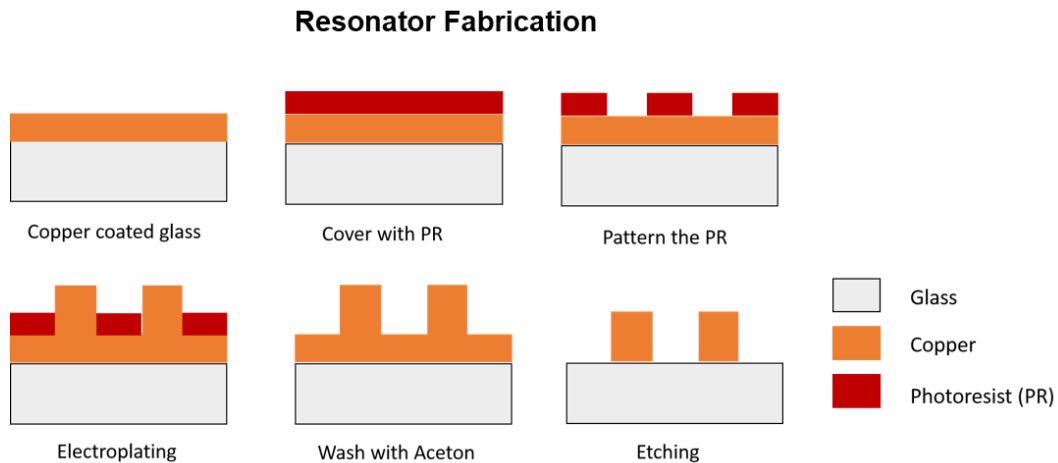 Resonator Fabrication
Copper coated glass
Cover with PR
Pattern the PR
Electroplating
Wash with Aceton
Etching
Glass
Copper
Photoresist (PR)